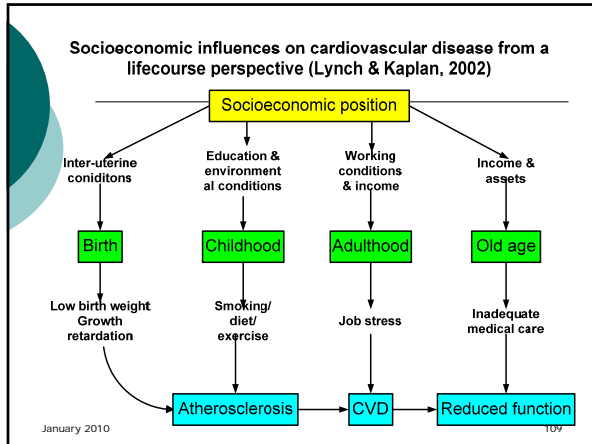 Socioeconomic influences on cardiovascular disease from a
lifecourse perspective (Lynch & Kaplan, 2002)
Socioeconomic position
Inter-uterine
coniditons
Education &
environment
al conditions
Working
conditions
& income
Income &
assets
Birth
Childhood
Adulthood
Old age
Low birth weight
Growth
retardation
Smoking/
diet/
exercise
Job stress
Inadequate
medical care
Atherosclerosis
CVD
Reduced function
January 2010
109